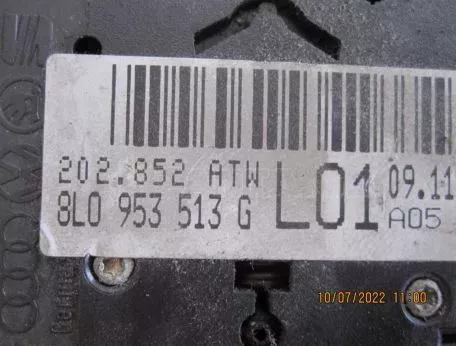 202.852 ATW
8L0 953 513 G
L01
09.11
A05
10/07/2022 11:00